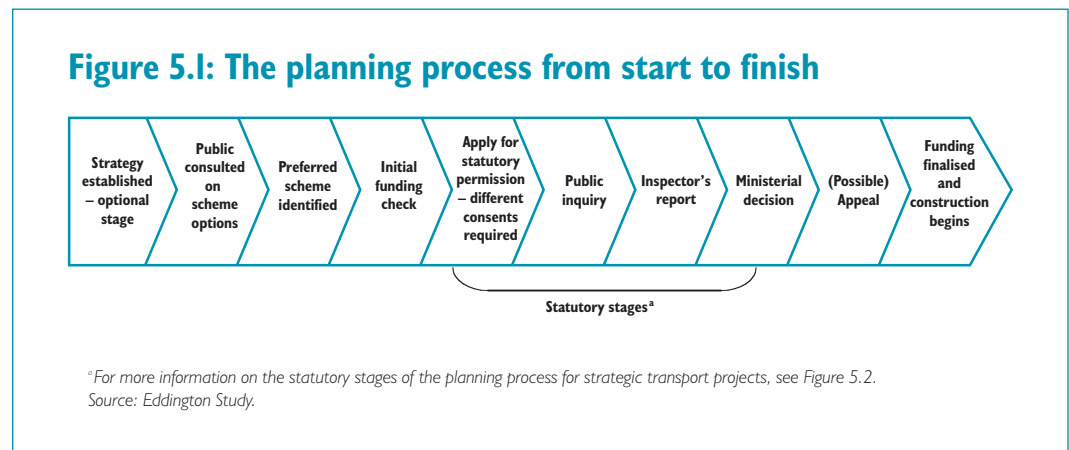 Figure 5.1: The planning process from start to finish
Strategy
established
– optional
stage
Public
consulted
on
scheme
options
Preferred
scheme
identified
Initial
funding
check
Apply for
statutory
permission
– different
consents
required
Public
inquiry
Inspector’s
report
Ministerial
decision
(Possible)
Appeal
Funding
finalised
and
construction
begins
Statutory stagesᵃ
ᵃFor more information on the statutory stages of the planning process for strategic transport projects, see Figure 5.2.
Source: Eddington Study.